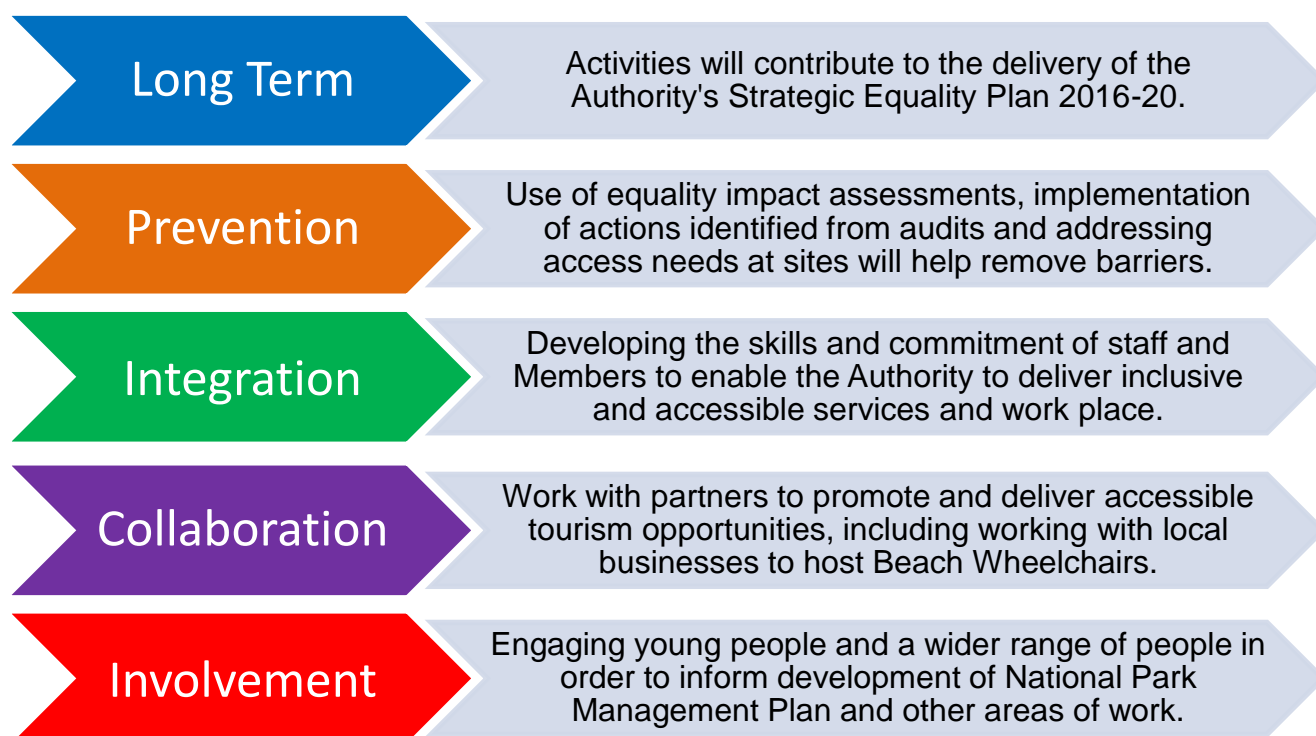 Long Term
Activities will contribute to the delivery of the
Authority's Strategic Equality Plan 2016-20.
Prevention
Use of equality impact assessments, implementation
of actions identified from audits and addressing
access needs at sites will help remove barriers.
Integration
Developing the skills and commitment of staff and
Members to enable the Authority to deliver inclusive
and accessible services and work place.
Collaboration
Work with partners to promote and deliver accessible
tourism opportunities, including working with local
businesses to host Beach Wheelchairs.
Involvement
Engaging young people and a wider range of people in
order to inform development of National Park
Management Plan and other areas of work.